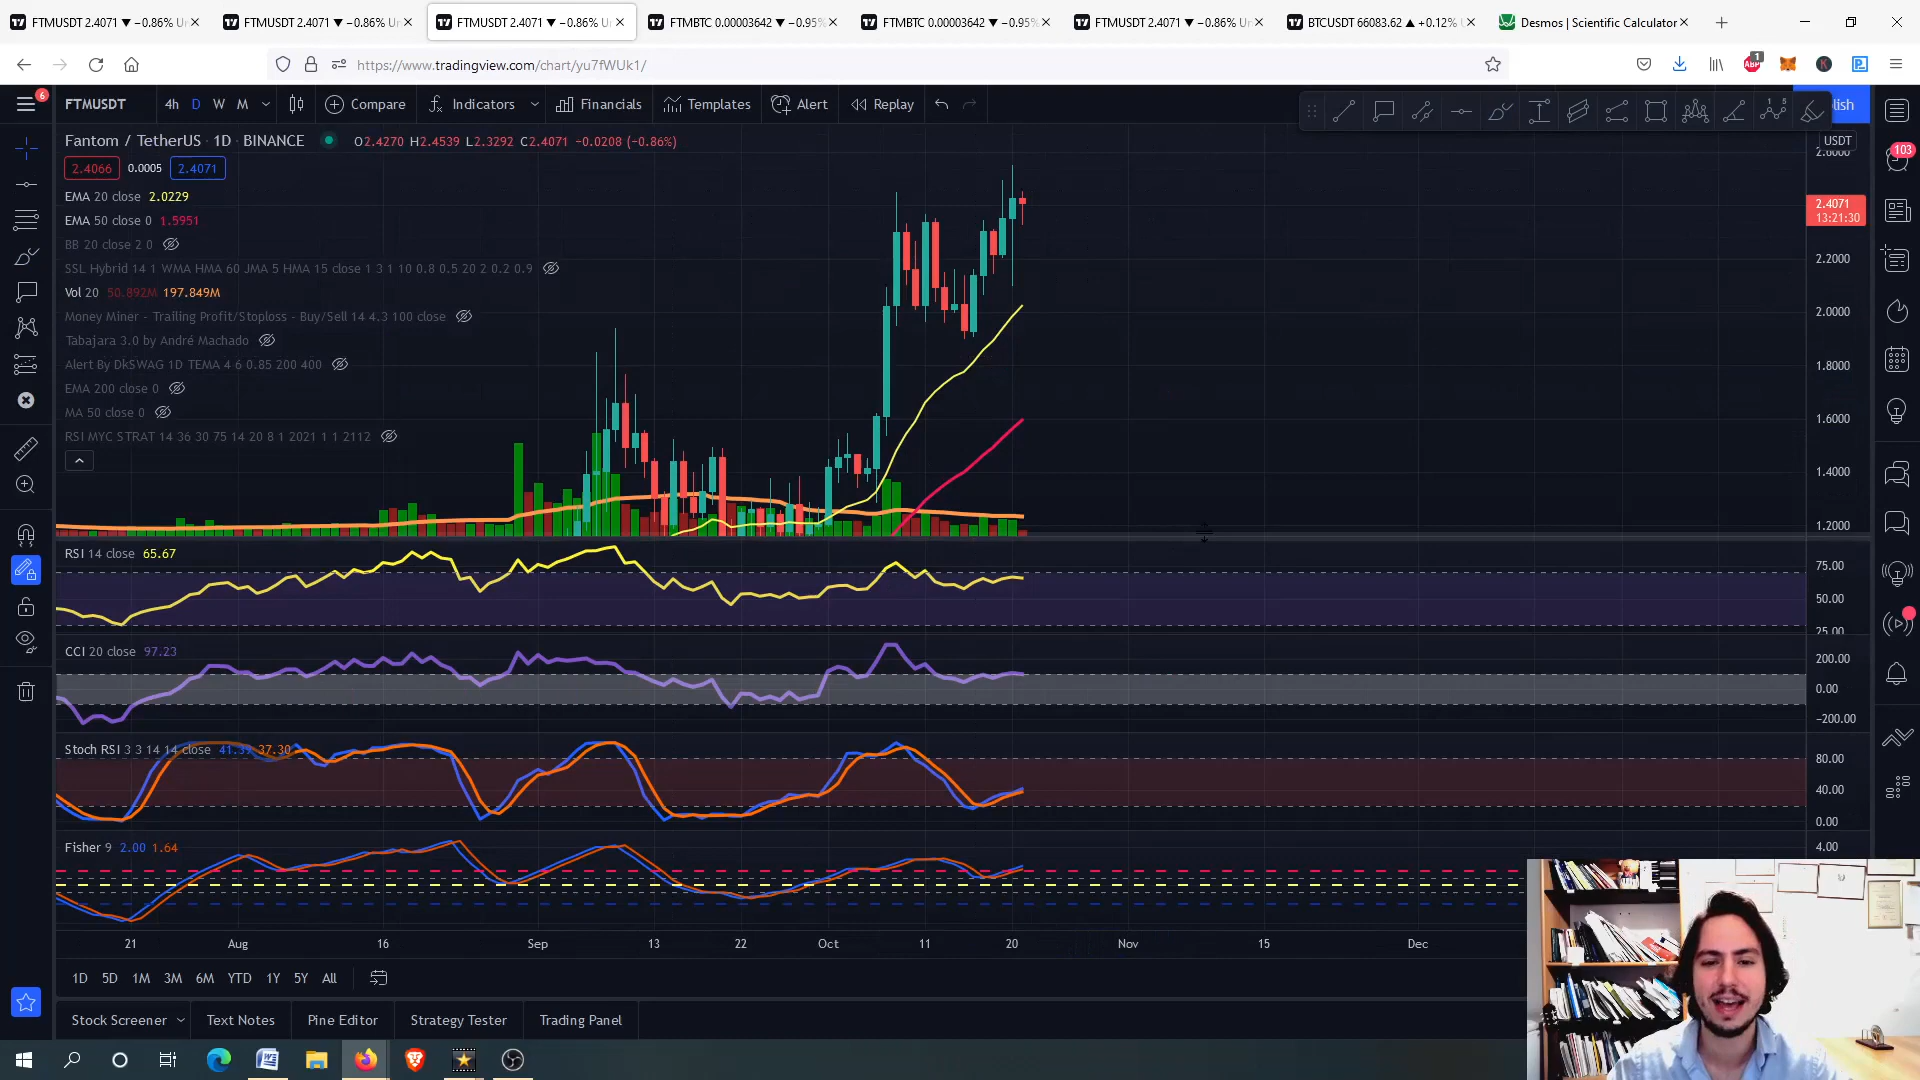 FTMUSDT 2.4071 ▼ −0.86% U
FTMUSDT 2.4071 ▼ −0.86% U
FTMUSDT 2.4071 ▼ −0.86% U
FTMBTC 0.00003642 ▼ −0.95%
FTMBTC 0.00003642 ▼ −0.95%
FTMUSDT 2.4071 ▼ −0.86% U
BTCUSDT 66083.62 ▲ +0.12%
Desmos | Scientific Calculator
https://www.tradingview.com/chart/yu7fWUk1/
1
ABP
6
FTMUSDT
4h D W M
Compare
Indicators
Financials
Templates
Alert
Replay
lish
Fantom / TetherUS · 1D · BINANCE
O2.4270 H2.4539 L2.3292 C2.4071 −0.0208 (−0.86%)
USDT
2.4066 0.0005 2.4071
103
EMA 20 close 2.0229
EMA 50 close 0 1.5951
BB 20 close 2 0
SSL Hybrid 14 1 WMA HMA 60 JMA 5 HMA 15 close 1 3 1 10 0.8 0.5 20 2 0.2 0.9
Vol 20 50.892M 197.849M
Money Miner - Trailing Profit/Stoploss - Buy/Sell 14 4.3 100 close
Tabajara 3.0 by André Machado
Alert By DkSWAG 1D TEMA 4 6 0.85 200 400
EMA 200 close 0
MA 50 close 0
RSI MYC STRAT 14 36 30 75 14 20 8 1 2021 1 1 2112
2.6000
2.4071
13:21:30
2.2000
2.0000
1.8000
1.6000
1.4000
1.2000
RSI 14 close 65.67
75.00
50.00
25.00
CCI 20 close 97.23
200.00
0.00
−200.00
Stoch RSI 3 3 14 14 close 41.39 37.30
80.00
40.00
0.00
Fisher 9 2.00 1.64
4.00
21 Aug 16 Sep 13 22 Oct 11 20 Nov 15 Dec
1D 5D 1M 3M 6M YTD 1Y 5Y All
Stock Screener
Text Notes
Pine Editor
Strategy Tester
Trading Panel